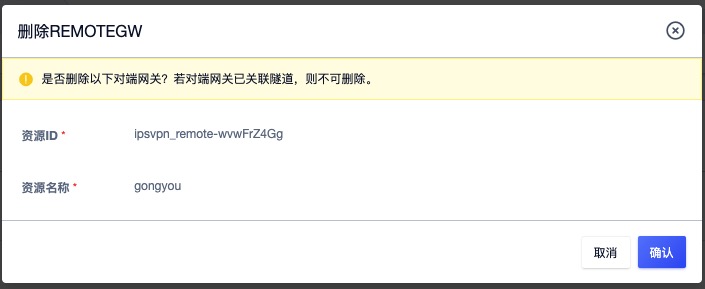 删除REMOTEGW
是否删除以下对端网关？若对端网关已关联隧道，则不可删除。
资源ID * ipsvpn_remote-wvwFrZ4Gg
资源名称 * gongyou
取消 确认